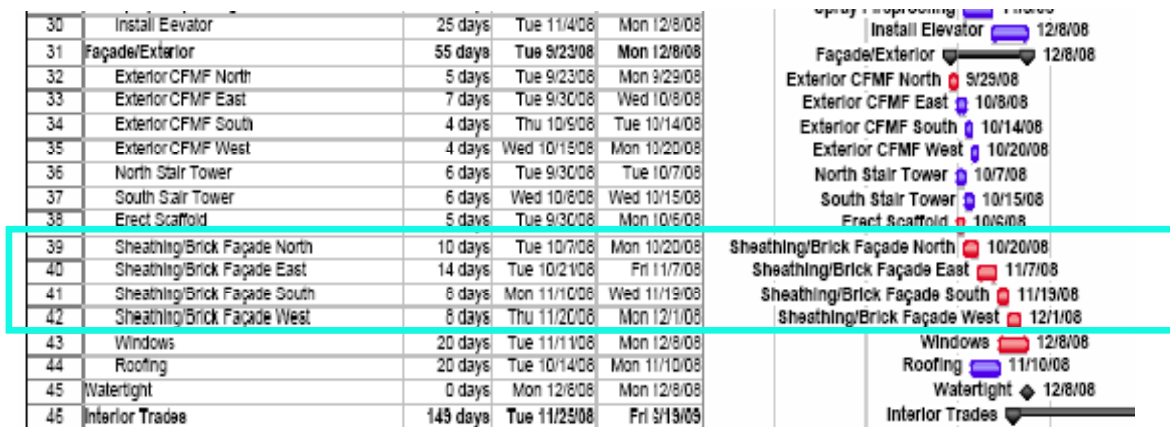 30 Install Elevator 25 days Tue 11/4/08 Mon 12/8/08 Install Elevator 12/8/08
31 Façade/Exterior 55 days Tue 9/23/08 Mon 12/8/08 Façade/Exterior 12/8/08
32 Exterior CFMF North 5 days Tue 9/23/08 Mon 9/29/08 Exterior CFMF North 9/29/08
33 Exterior CFMF East 7 days Tue 9/30/08 Wed 10/8/08 Exterior CFMF East 10/8/08
34 Exterior CFMF South 4 days Thu 10/9/08 Tue 10/14/08 Exterior CFMF South 10/14/08
35 Exterior CFMF West 4 days Wed 10/15/08 Mon 10/20/08 Exterior CFMF West 10/20/08
36 North Stair Tower 6 days Tue 9/30/08 Tue 10/7/08 North Stair Tower 10/7/08
37 South Stair Tower 6 days Wed 10/8/08 Wed 10/15/08 South Stair Tower 10/15/08
38 Erect Scaffold 5 days Tue 9/30/08 Mon 10/6/08 Erect Scaffold 10/6/08
39 Sheathing/Brick Façade North 10 days Tue 10/7/08 Mon 10/20/08 Sheathing/Brick Façade North 10/20/08
40 Sheathing/Brick Façade East 14 days Tue 10/21/08 Fri 11/7/08 Sheathing/Brick Façade East 11/7/08
41 Sheathing/Brick Façade South 8 days Mon 11/10/08 Wed 11/19/08 Sheathing/Brick Façade South 11/19/08
42 Sheathing/Brick Façade West 8 days Thu 11/20/08 Mon 12/1/08 Sheathing/Brick Façade West 12/1/08
43 Windows 20 days Tue 11/11/08 Mon 12/8/08 Windows 12/8/08
44 Roofing 20 days Tue 10/14/08 Mon 11/10/08 Roofing 11/10/08
45 Watertight 0 days Mon 12/8/08 Mon 12/8/08 Watertight 12/8/08
46 Interior Trades 149 days Tue 11/25/08 Fri 6/19/09 Interior Trades